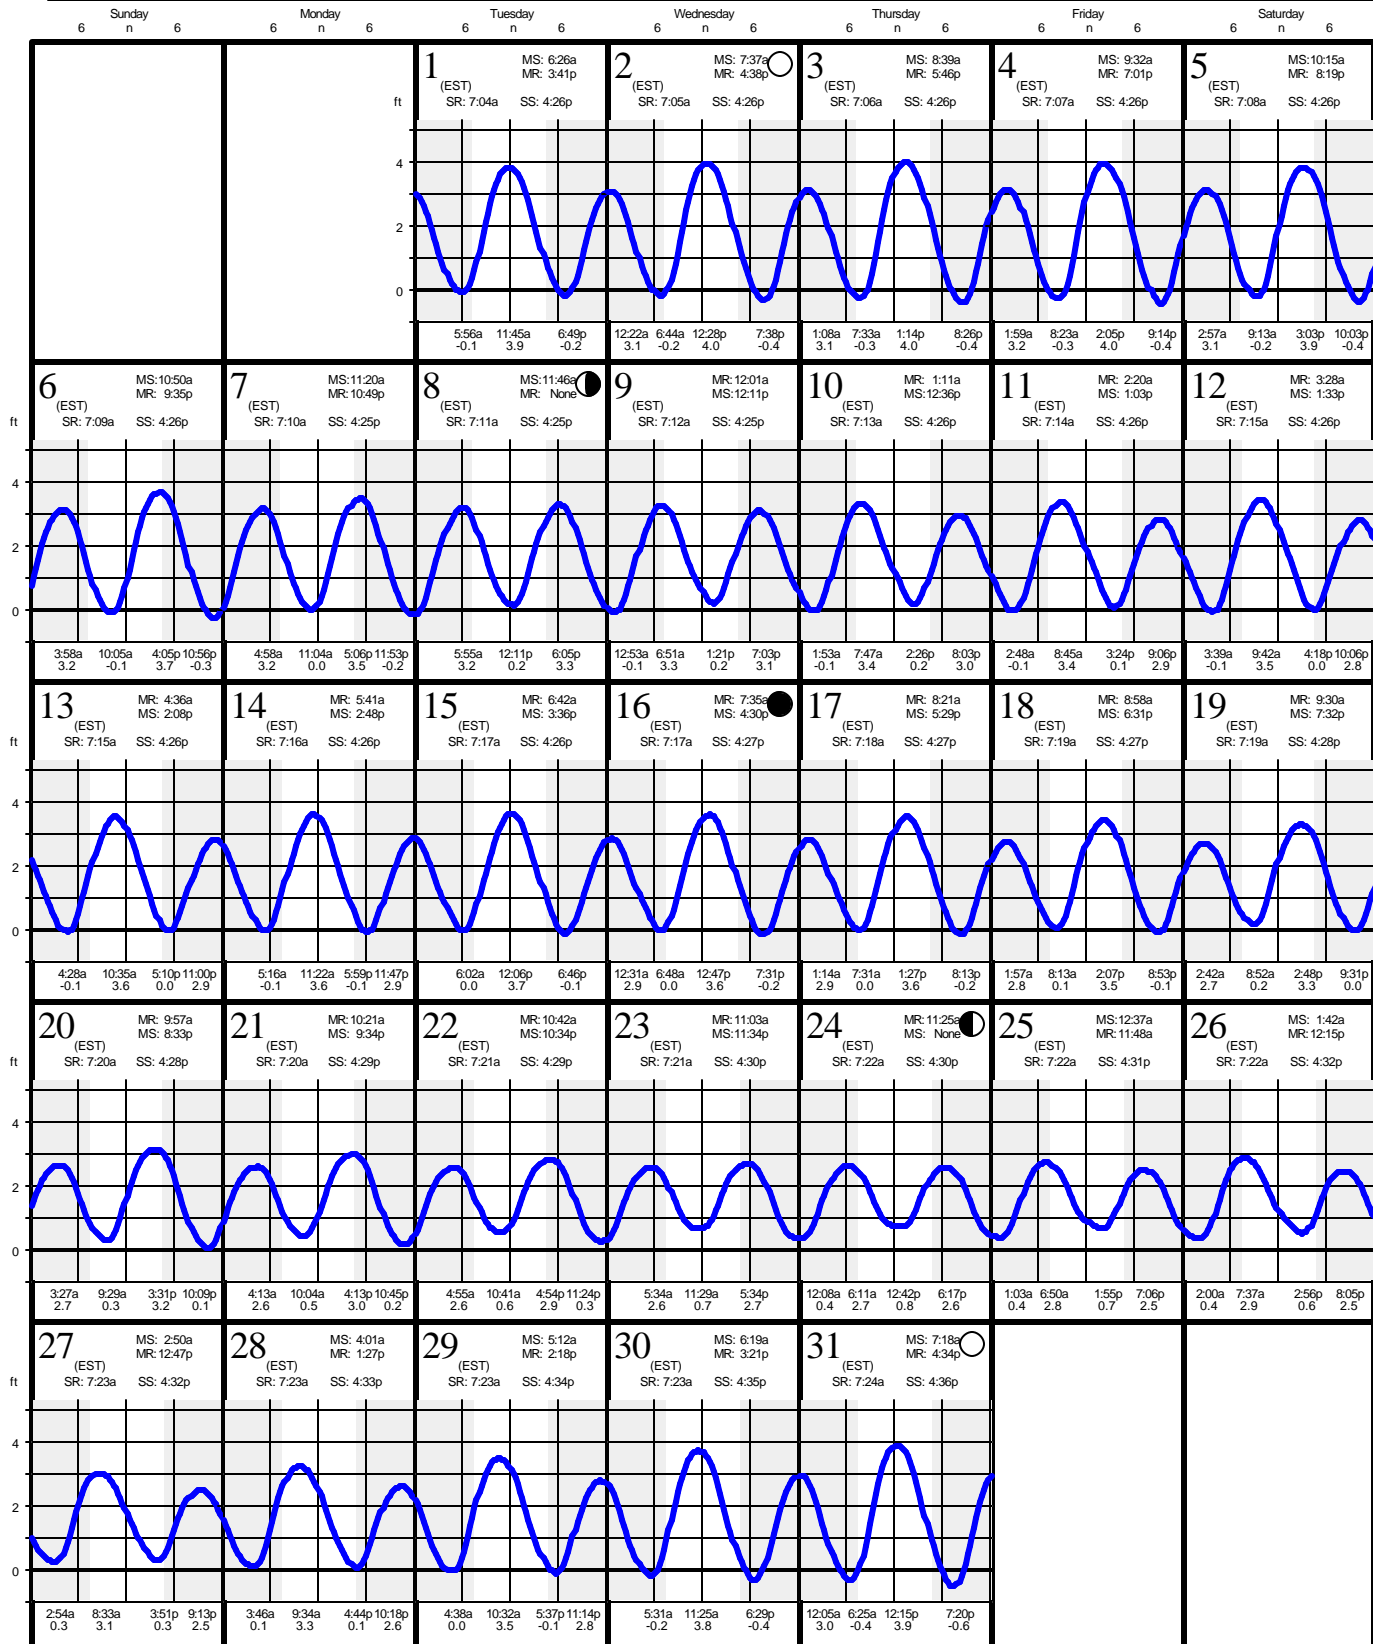 Sunday Monday Tuesday Wednesday Thursday Friday Saturday
6 n 6 6 n 6 6 n 6 6 n 6 6 n 6 6 n 6 6 n 6
1 MS: 6:26a MR: 3:41p (EST) SR: 7:04a SS: 4:26p
2 MS: 7:37a MR: 4:38p (EST) SR: 7:05a SS: 4:26p
3 MS: 8:39a MR: 5:46p (EST) SR: 7:06a SS: 4:26p
4 MS: 9:32a MR: 7:01p (EST) SR: 7:07a SS: 4:26p
5 MS:10:15a MR: 8:19p (EST) SR: 7:08a SS: 4:26p
ft
4
2
0
5:56a 11:45a 6:49p 12:22a 6:44a 12:28p 7:38p 1:08a 7:33a 1:14p 8:26p 1:59a 8:23a 2:05p 9:14p 2:57a 9:13a 3:03p 10:03p
-0.1 3.9 -0.2 3.1 -0.2 4.0 -0.4 3.1 -0.3 4.0 -0.4 3.2 -0.3 4.0 -0.4 3.1 -0.2 3.9 -0.4
6 MS:10:50a MR: 9:35p (EST) SR: 7:09a SS: 4:26p
7 MS:11:20a MR:10:49p (EST) SR: 7:10a SS: 4:25p
8 MS:11:46a MR: None (EST) SR: 7:11a SS: 4:25p
9 MR:12:01a MS:12:11p (EST) SR: 7:12a SS: 4:25p
10 MR: 1:11a MS:12:36p (EST) SR: 7:13a SS: 4:26p
11 MR: 2:20a MS: 1:03p (EST) SR: 7:14a SS: 4:26p
12 MR: 3:28a MS: 1:33p (EST) SR: 7:15a SS: 4:26p
ft
4
2
0
3:58a 10:05a 4:05p 10:56p 4:58a 11:04a 5:06p 11:53p 5:55a 12:11p 6:05p 12:53a 6:51a 1:21p 7:03p 1:53a 7:47a 2:26p 8:03p 2:48a 8:45a 3:24p 9:06p 3:39a 9:42a 4:18p 10:06p
3.2 -0.1 3.7 -0.3 3.2 0.0 3.5 -0.2 3.2 0.2 3.3 -0.1 3.3 0.2 3.1 -0.1 3.4 0.2 3.0 -0.1 3.4 0.1 2.9 -0.1 3.5 0.0 2.8
13 MR: 4:36a MS: 2:08p (EST) SR: 7:15a SS: 4:26p
14 MR: 5:41a MS: 2:48p (EST) SR: 7:16a SS: 4:26p
15 MR: 6:42a MS: 3:36p (EST) SR: 7:17a SS: 4:26p
16 MR: 7:35a MS: 4:30p (EST) SR: 7:17a SS: 4:27p
17 MR: 8:21a MS: 5:29p (EST) SR: 7:18a SS: 4:27p
18 MR: 8:58a MS: 6:31p (EST) SR: 7:19a SS: 4:27p
19 MR: 9:30a MS: 7:32p (EST) SR: 7:19a SS: 4:28p
ft
4
2
0
4:28a 10:35a 5:10p 11:00p 5:16a 11:22a 5:59p 11:47p 6:02a 12:06p 6:46p 12:31a 6:48a 12:47p 7:31p 1:14a 7:31a 1:27p 8:13p 1:57a 8:13a 2:07p 8:53p 2:42a 8:52a 2:48p 9:31p
-0.1 3.6 0.0 2.9 -0.1 3.6 -0.1 2.9 0.0 3.7 -0.1 2.9 0.0 3.6 -0.2 2.9 0.0 3.6 -0.2 2.8 0.1 3.5 -0.1 2.7 0.2 3.3 0.0
20 MR: 9:57a MS: 8:33p (EST) SR: 7:20a SS: 4:28p
21 MR:10:21a MS: 9:34p (EST) SR: 7:20a SS: 4:29p
22 MR:10:42a MS:10:34p (EST) SR: 7:21a SS: 4:29p
23 MR:11:03a MS:11:34p (EST) SR: 7:21a SS: 4:30p
24 MR:11:25a MS: None (EST) SR: 7:22a SS: 4:30p
25 MS:12:37a MR:11:48a (EST) SR: 7:22a SS: 4:31p
26 MS: 1:42a MR:12:15p (EST) SR: 7:22a SS: 4:32p
ft
4
2
0
3:27a 9:29a 3:31p 10:09p 4:13a 10:04a 4:13p 10:45p 4:55a 10:41a 4:54p 11:24p 5:34a 11:29a 5:34p 12:08a 6:11a 12:42p 6:17p 1:03a 6:50a 1:55p 7:06p 2:00a 7:37a 2:56p 8:05p
2.7 0.3 3.2 0.1 2.6 0.5 3.0 0.2 2.6 0.6 2.9 0.3 2.6 0.7 2.7 0.4 2.7 0.8 2.6 0.4 2.8 0.7 2.5 0.4 2.9 0.6 2.5
27 MS: 2:50a MR:12:47p (EST) SR: 7:23a SS: 4:32p
28 MS: 4:01a MR: 1:27p (EST) SR: 7:23a SS: 4:33p
29 MS: 5:12a MR: 2:18p (EST) SR: 7:23a SS: 4:34p
30 MS: 6:19a MR: 3:21p (EST) SR: 7:23a SS: 4:35p
31 MS: 7:18a MR: 4:34p (EST) SR: 7:24a SS: 4:36p
ft
4
2
0
2:54a 8:33a 3:51p 9:13p 3:46a 9:34a 4:44p 10:18p 4:38a 10:32a 5:37p 11:14p 5:31a 11:25a 6:29p 12:05a 6:25a 12:15p 7:20p
0.3 3.1 0.3 2.5 0.1 3.3 0.1 2.6 0.0 3.5 -0.1 2.8 -0.2 3.8 -0.4 3.0 -0.4 3.9 -0.6